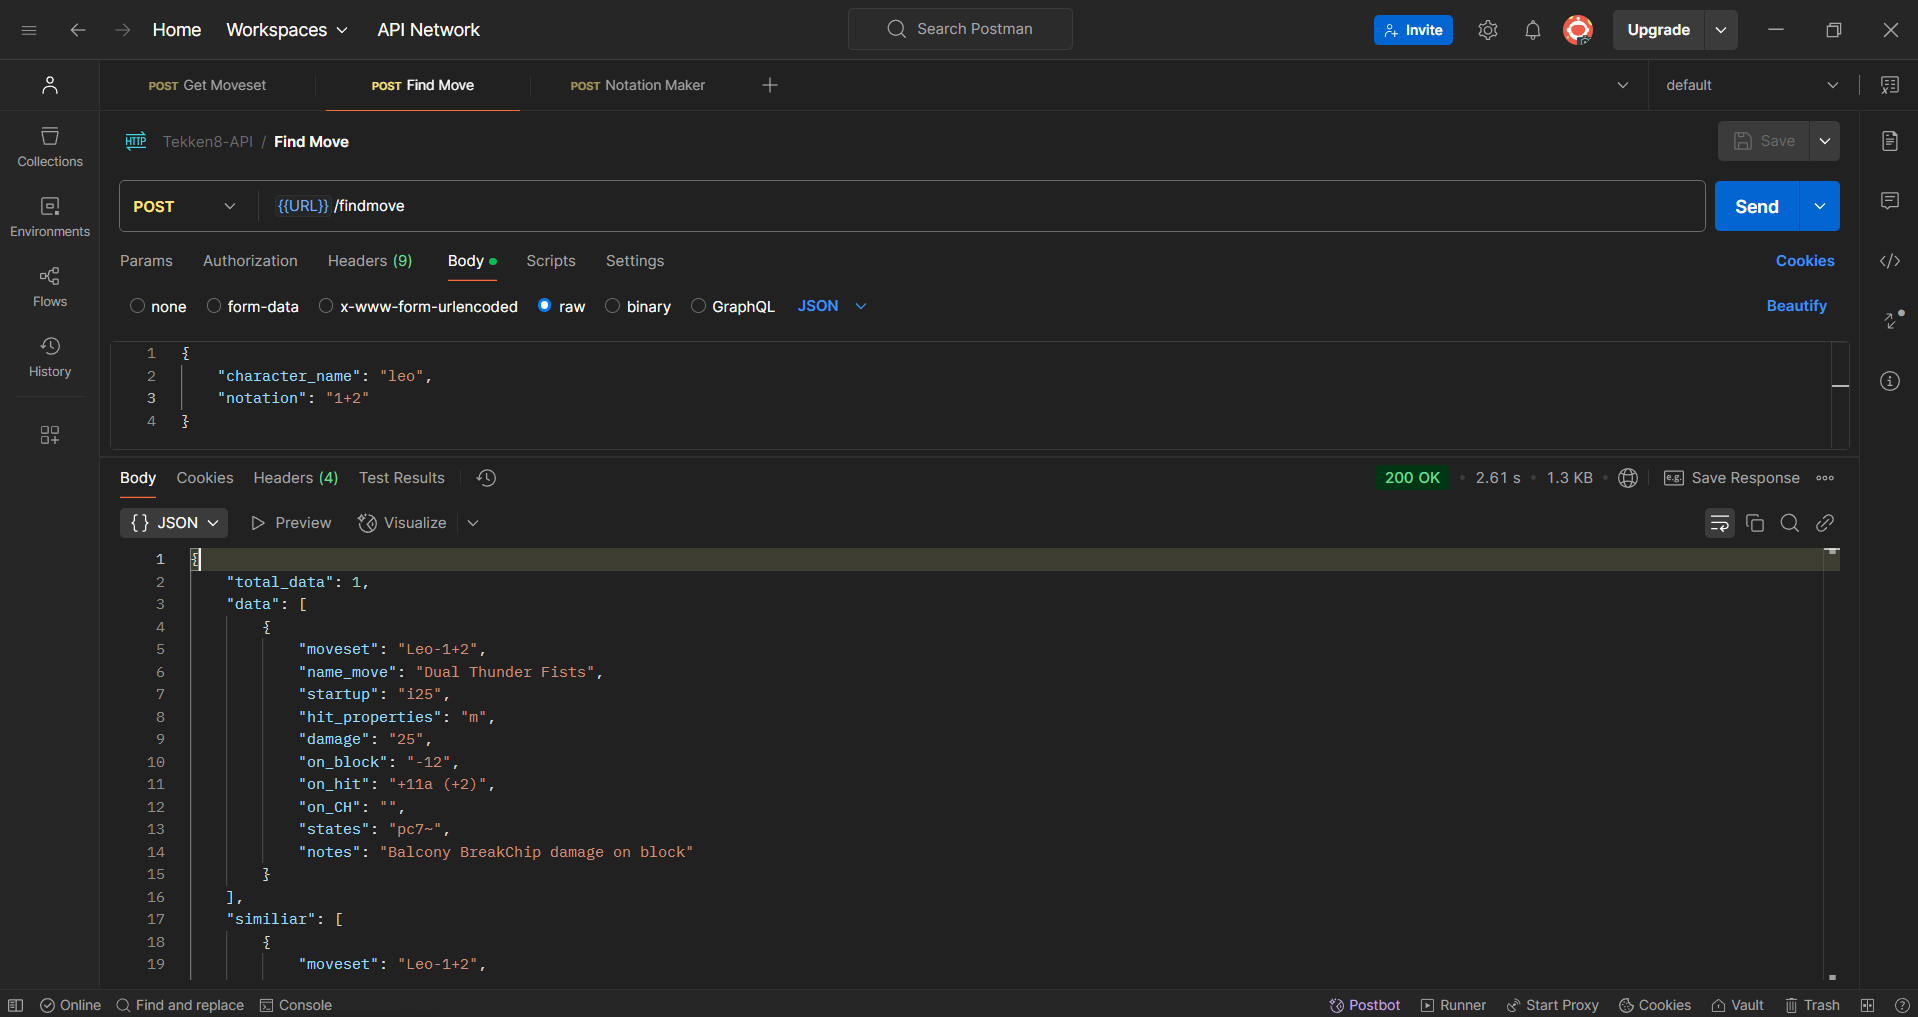 Home Workspaces API Network Search Postman Invite Upgrade
POST Get Moveset POST Find Move POST Notation Maker default
HTTP Tekken8-API / Find Move Save
POST {{URL}} /findmove Send
Params Authorization Headers (9) Body Scripts Settings Cookies
none form-data x-www-form-urlencoded raw binary GraphQL JSON Beautify
Collections
Environments
Flows
History
1 {
2 "character_name": "leo",
3 "notation": "1+2"
4 }
Body Cookies Headers (4) Test Results 200 OK • 2.61 s • 1.3 KB • e.g. Save Response
{} JSON Preview Visualize
1 {
2 "total_data": 1,
3 "data": [
4 {
5 "moveset": "Leo-1+2",
6 "name_move": "Dual Thunder Fists",
7 "startup": "i25",
8 "hit_properties": "m",
9 "damage": "25",
10 "on_block": "-12",
11 "on_hit": "+11a (+2)",
12 "on_CH": "",
13 "states": "pc7~",
14 "notes": "Balcony BreakChip damage on block"
15 }
16 ],
17 "similiar": [
18 {
19 "moveset": "Leo-1+2",
Online Find and replace Console Postbot Runner Start Proxy Cookies Vault Trash